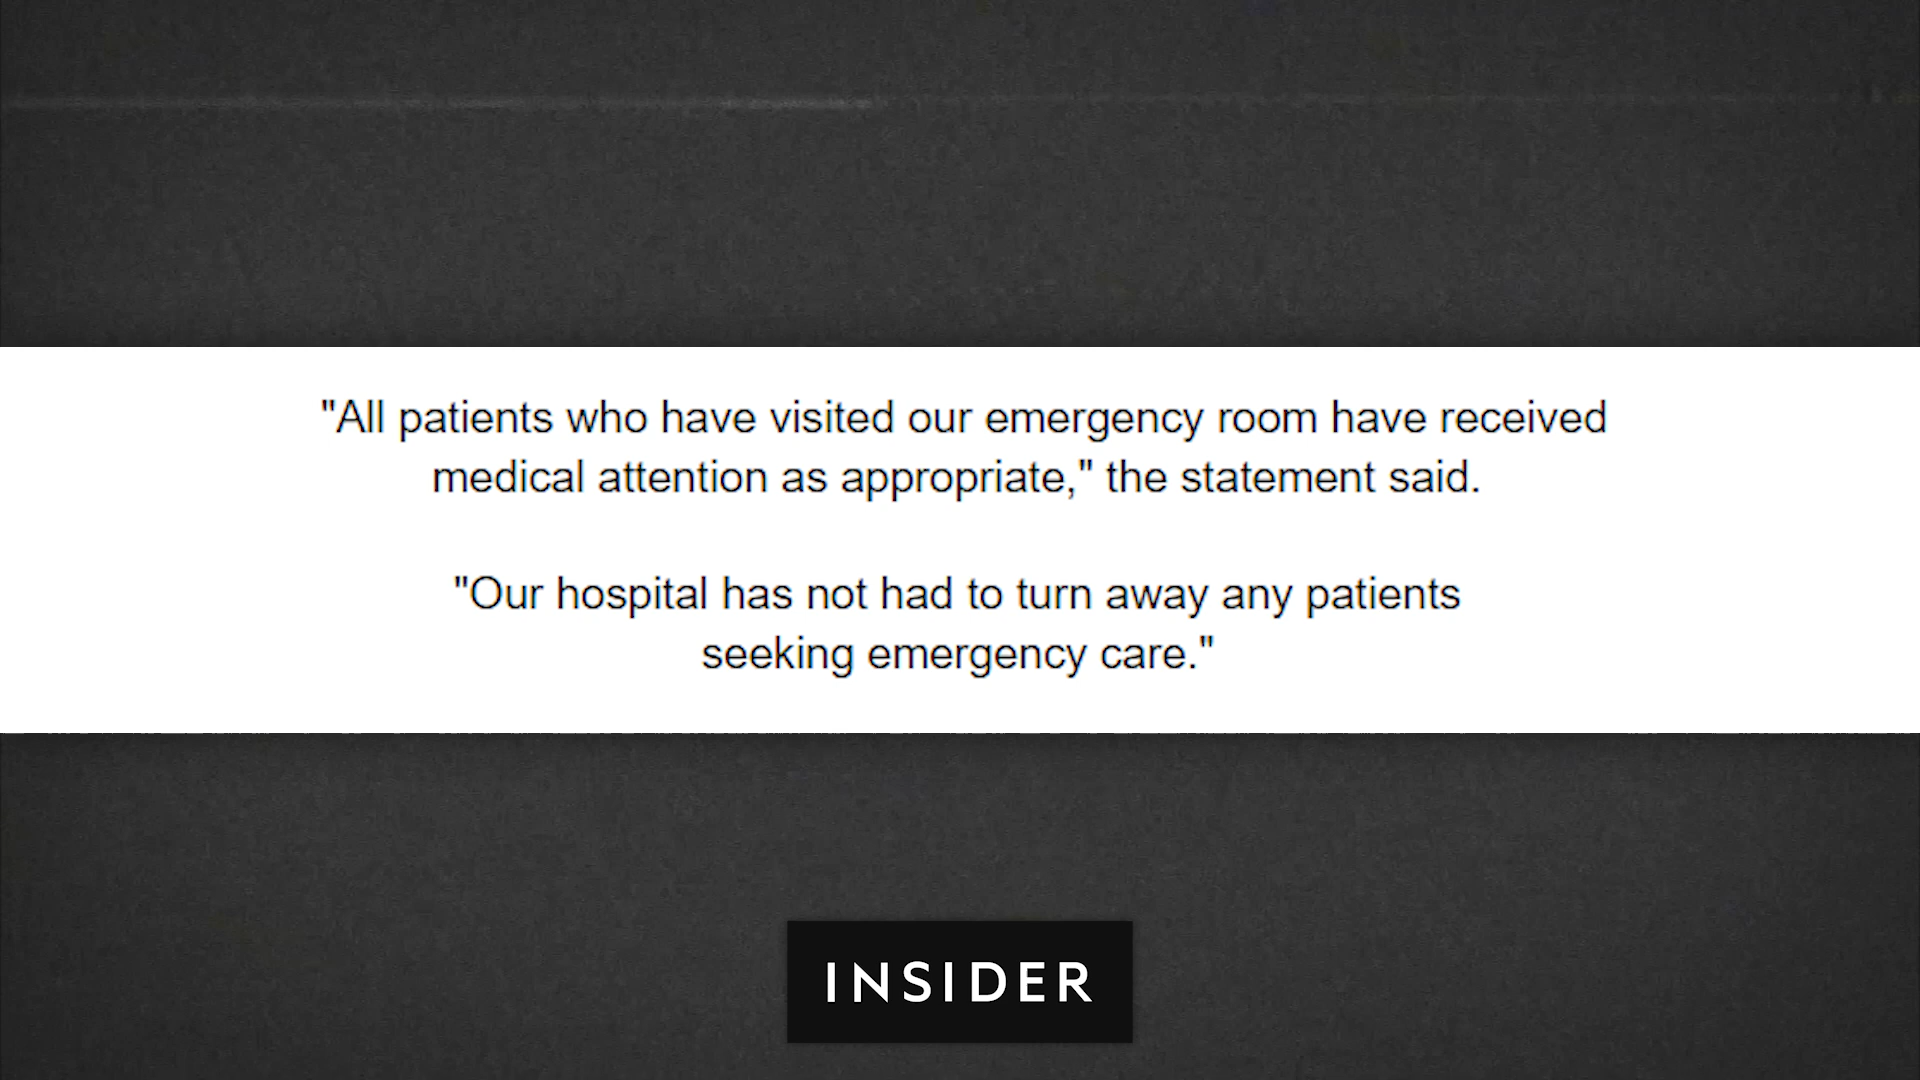 "All patients who have visited our emergency room have received
medical attention as appropriate," the statement said.
"Our hospital has not had to turn away any patients
seeking emergency care."
INSIDER